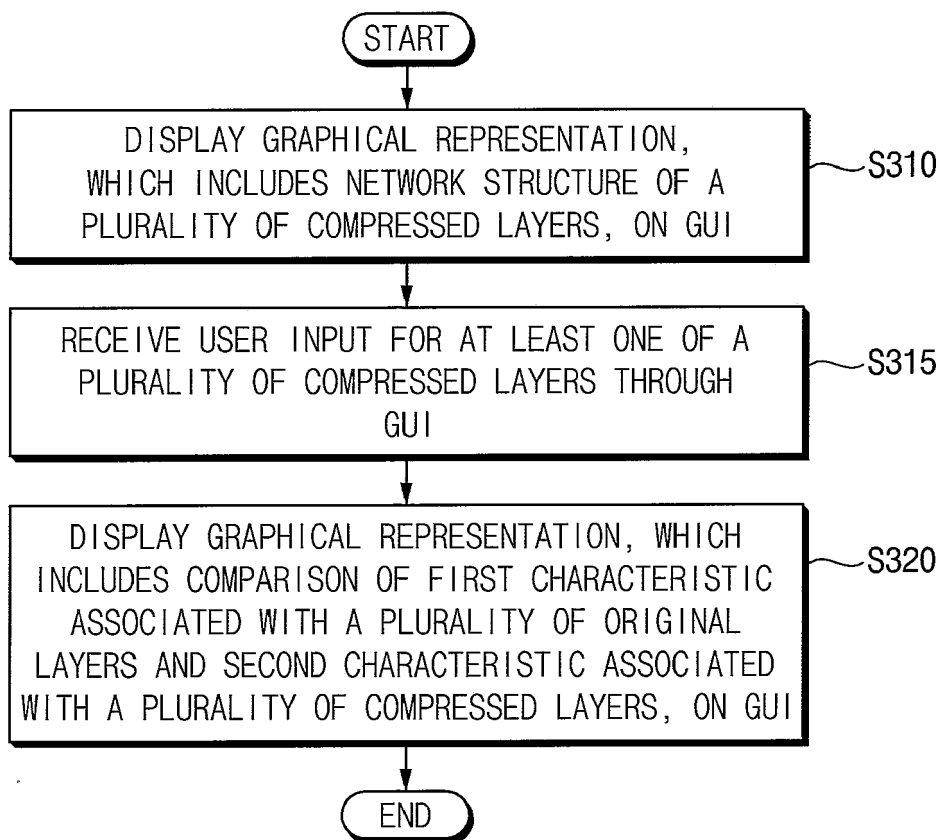 START
DISPLAY GRAPHICAL REPRESENTATION,
WHICH INCLUDES NETWORK STRUCTURE OF A
PLURALITY OF COMPRESSED LAYERS, ON GUI
S310
RECEIVE USER INPUT FOR AT LEAST ONE OF A
PLURALITY OF COMPRESSED LAYERS THROUGH
GUI
S315
DISPLAY GRAPHICAL REPRESENTATION, WHICH
INCLUDES COMPARISON OF FIRST CHARACTERISTIC
ASSOCIATED WITH A PLURALITY OF ORIGINAL
LAYERS AND SECOND CHARACTERISTIC ASSOCIATED
WITH A PLURALITY OF COMPRESSED LAYERS, ON GUI
S320
END